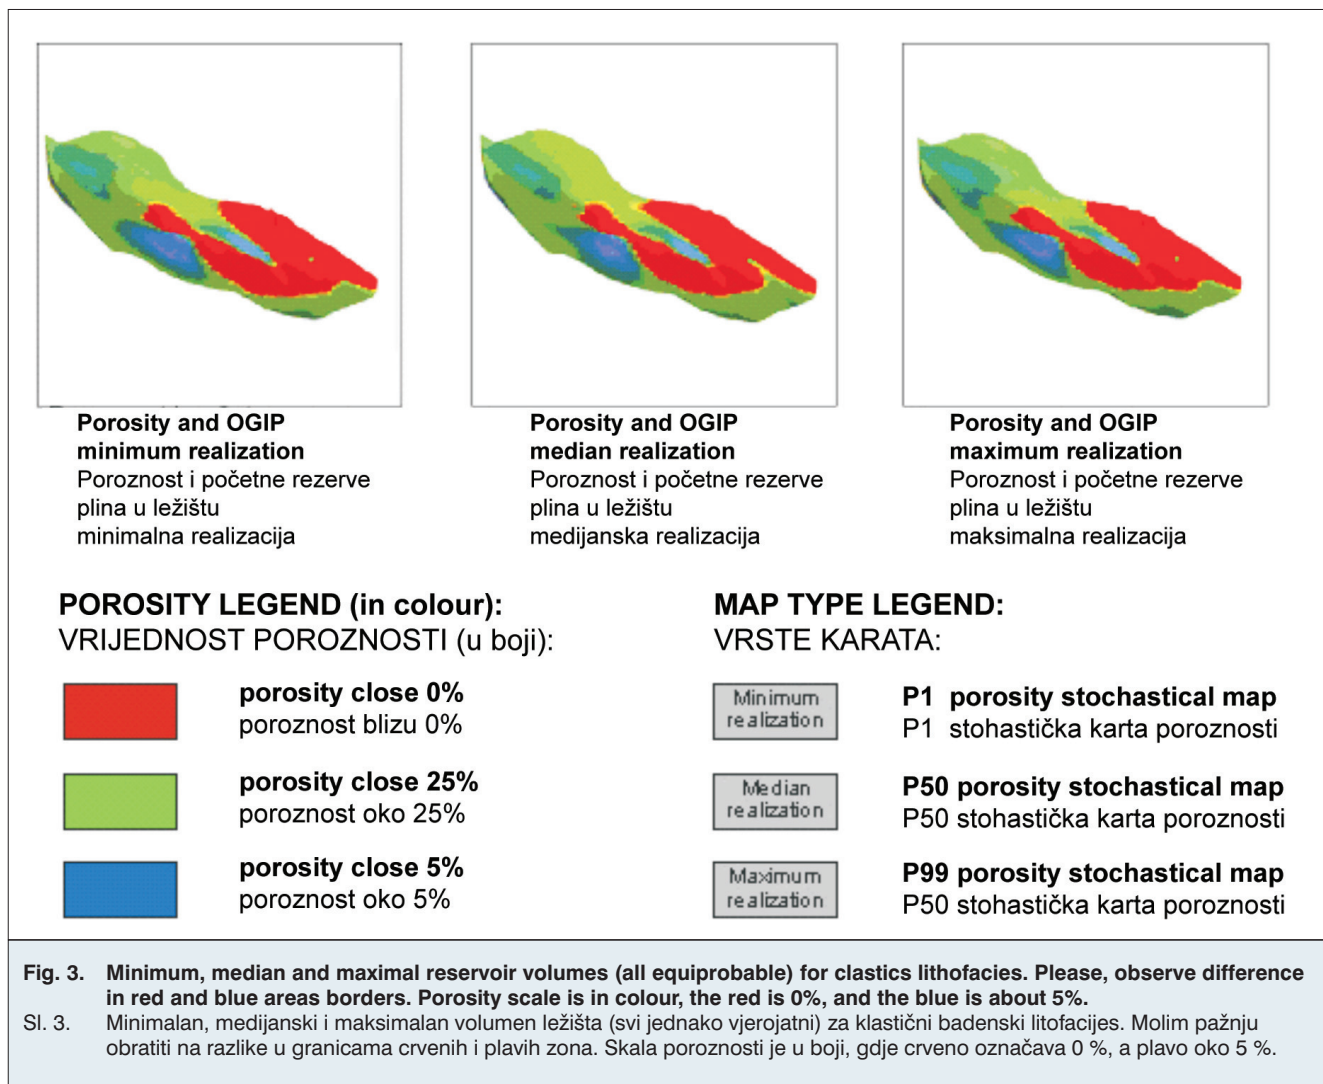 Porosity and OGIP
minimum realization
Poroznost i početne rezerve
plina u ležištu
minimalna realizacija
Porosity and OGIP
median realization
Poroznost i početne rezerve
plina u ležištu
medijanska realizacija
Porosity and OGIP
maximum realization
Poroznost i početne rezerve
plina u ležištu
maksimalna realizacija
POROSITY LEGEND (in colour):
VRIJEDNOST POROZNOSTI (u boji):
porosity close 0%
poroznost blizu 0%
porosity close 25%
poroznost oko 25%
porosity close 5%
poroznost oko 5%
MAP TYPE LEGEND:
VRSTE KARATA:
Minimum
realization
P1 porosity stochastical map
P1 stohastička karta poroznosti
Median
realization
P50 porosity stochastical map
P50 stohastička karta poroznosti
Maximum
realization
P99 porosity stochastical map
P50 stohastička karta poroznosti
Fig. 3. Minimum, median and maximal reservoir volumes (all equiprobable) for clastics lithofacies. Please, observe difference
in red and blue areas borders. Porosity scale is in colour, the red is 0%, and the blue is about 5%.
Sl. 3. Minimalan, medijanski i maksimalan volumen ležišta (svi jednako vjerojatni) za klastični badenski litofacijes. Molim pažnju
obratiti na razlike u granicama crvenih i plavih zona. Skala poroznosti je u boji, gdje crveno označava 0 %, a plavo oko 5 %.